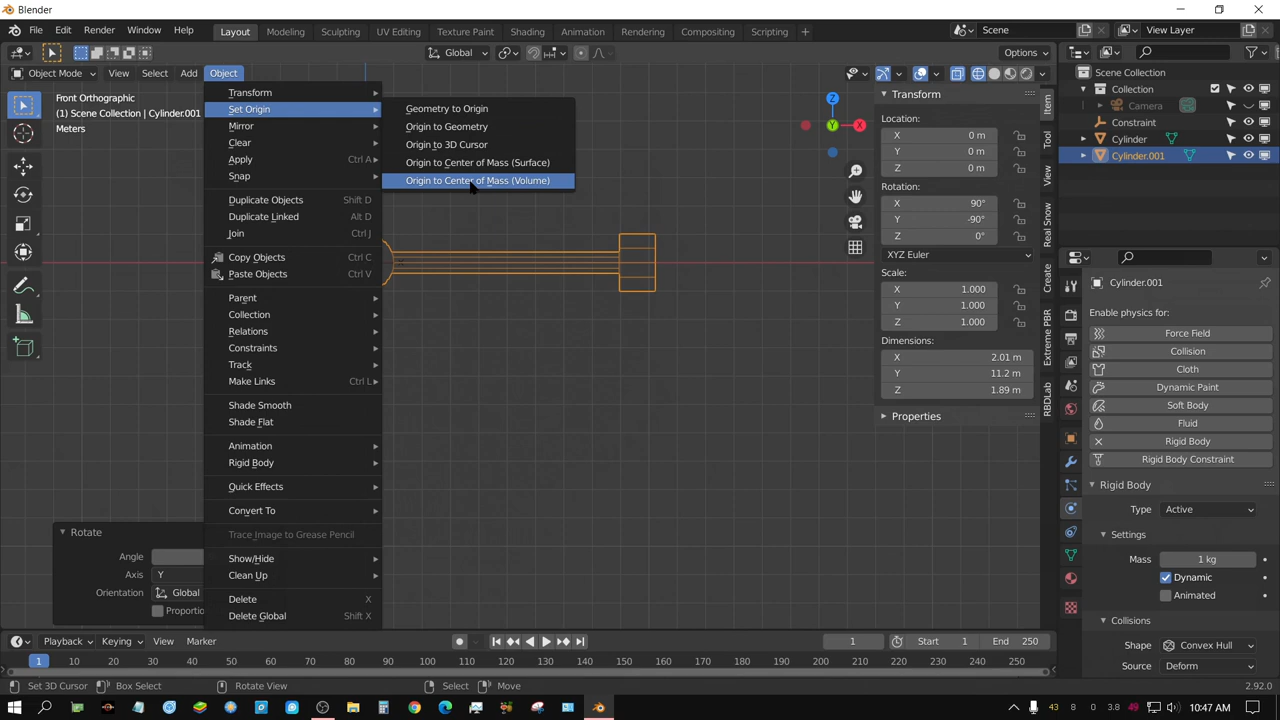 Blender
File Edit Render Window Help Layout Modeling Sculpting UV Editing Texture Paint Shading Animation Rendering Compositing Scripting + Scene View Layer
Global Options
Object Mode View Select Add Object
Front Orthographic
(1) Scene Collection | Cylinder.001
Meters
Transform
Set Origin
Mirror
Clear
Apply Ctrl A
Snap
Duplicate Objects Shift D
Duplicate Linked Alt D
Join Ctrl J
Copy Objects Ctrl C
Paste Objects Ctrl V
Parent
Collection
Relations
Constraints
Track
Make Links Ctrl L
Shade Smooth
Shade Flat
Animation
Rigid Body
Quick Effects
Convert To
Trace Image to Grease Pencil
Show/Hide
Clean Up
Delete X
Delete Global Shift X
Geometry to Origin
Origin to Geometry
Origin to 3D Cursor
Origin to Center of Mass (Surface)
Origin to Center of Mass (Volume)
Z
Y X
Transform
Location:
X 0 m
Y 0 m
Z 0 m
Rotation:
X 90°
Y -90°
Z 0°
XYZ Euler
Scale:
X 1.000
Y 1.000
Z 1.000
Dimensions:
X 2.01 m
Y 11.2 m
Z 1.89 m
Properties
Item
Tool
View
Real Snow
Create
Extreme PBR
RBDLab
Scene Collection
Collection
Camera
Constraint
Cylinder
Cylinder.001
Cylinder.001
Enable physics for:
Force Field
Collision
Cloth
Dynamic Paint
Soft Body
Fluid
Rigid Body
Rigid Body Constraint
Rigid Body
Type Active
Settings
Mass 1 kg
Dynamic
Animated
Collisions
Shape Convex Hull
Source Deform
Rotate
Angle
Axis Y
Orientation Global
Proportio
Playback Keying View Marker 1 Start 1 End 250
1 10 20 30 40 50 60 70 80 90 100 110 120 130 140 150 160 170 180 190 200 210 220 230 240 250
Set 3D Cursor Box Select Rotate View Select Move 2.92.0
43 0 3.8 49 10:47 AM